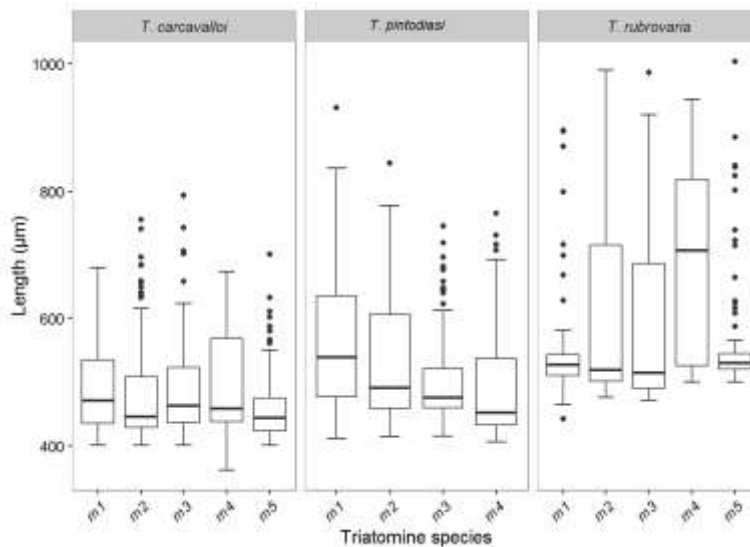 T. carcavalloi T. pintodiasi T. rubrovaria
1000
800
600
400
Length (µm)
m1 m2 m3 m4 m5 m1 m2 m3 m4 m1 m2 m3 m4 m5
Triatomine species